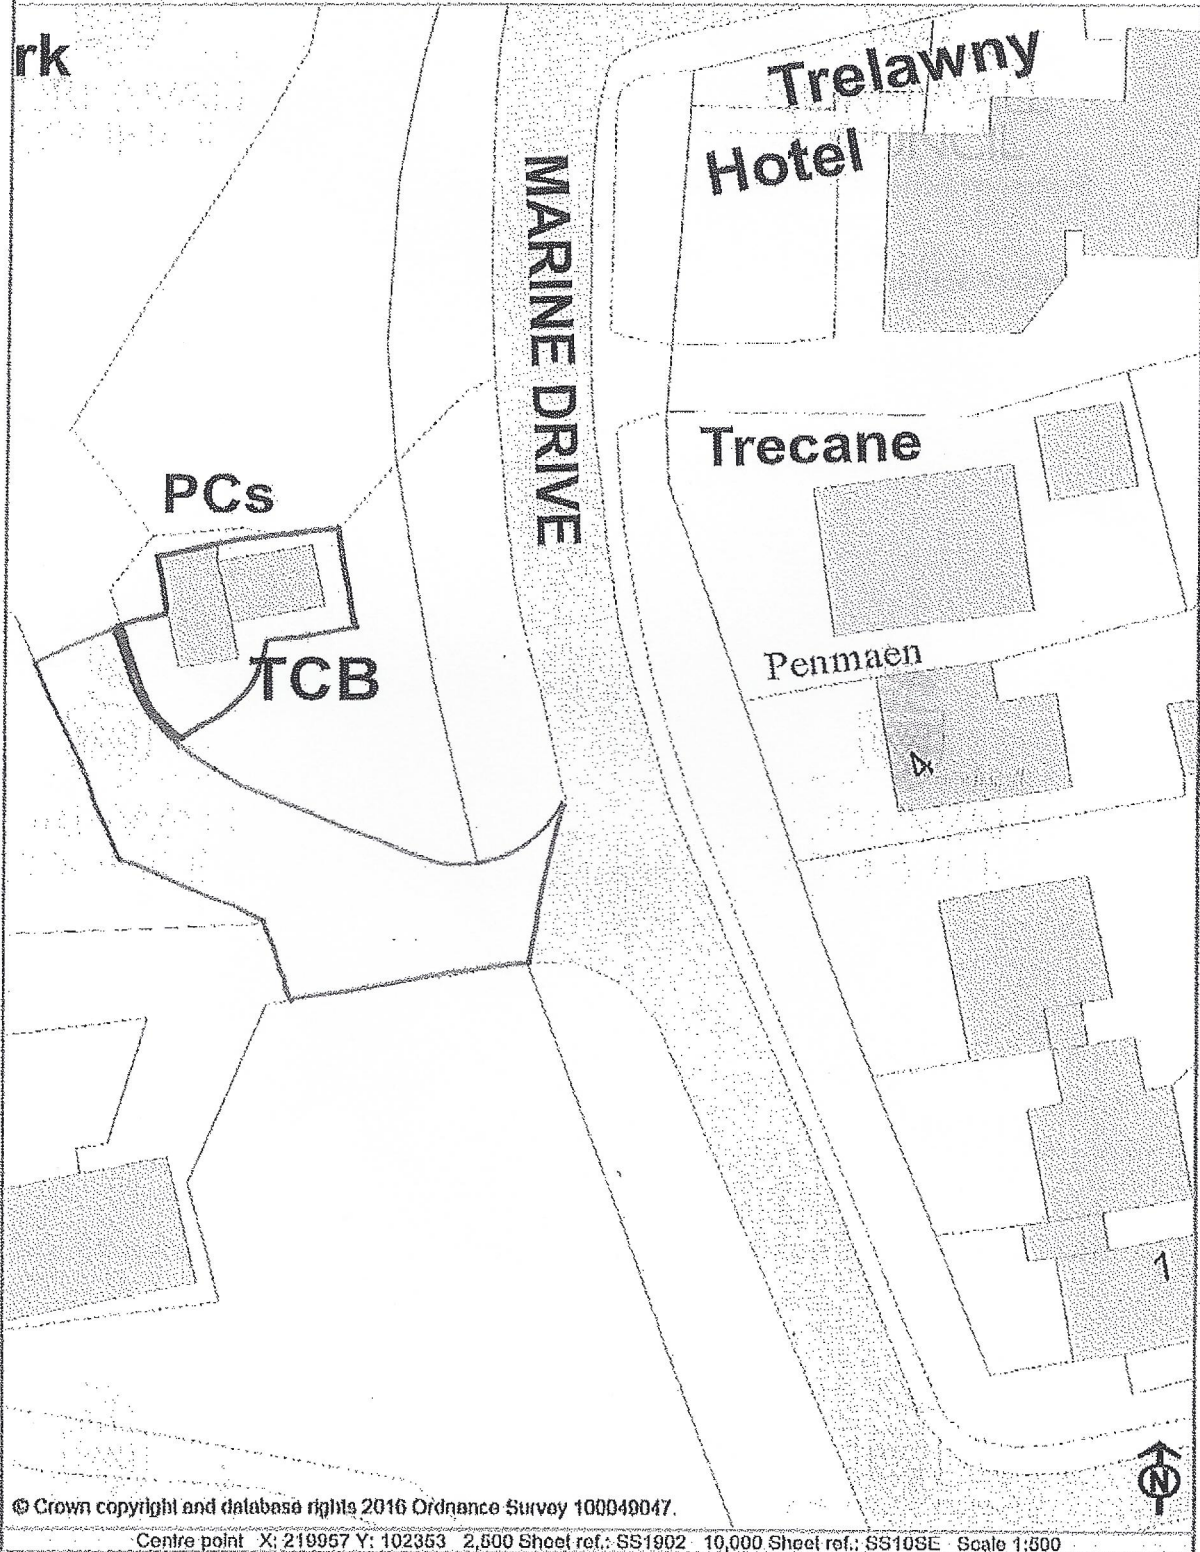 rk
Trelawny
Hotel
MARINE DRIVE
Trecane
PCs
TCB
Penmaen
4
1
N
© Crown copyright and database rights 2016 Ordnance Survey 100049047.
Centre point X: 219957 Y: 102353 2,500 Sheet ref.: SS1902 10,000 Sheet ref.: SS10SE Scale 1:500